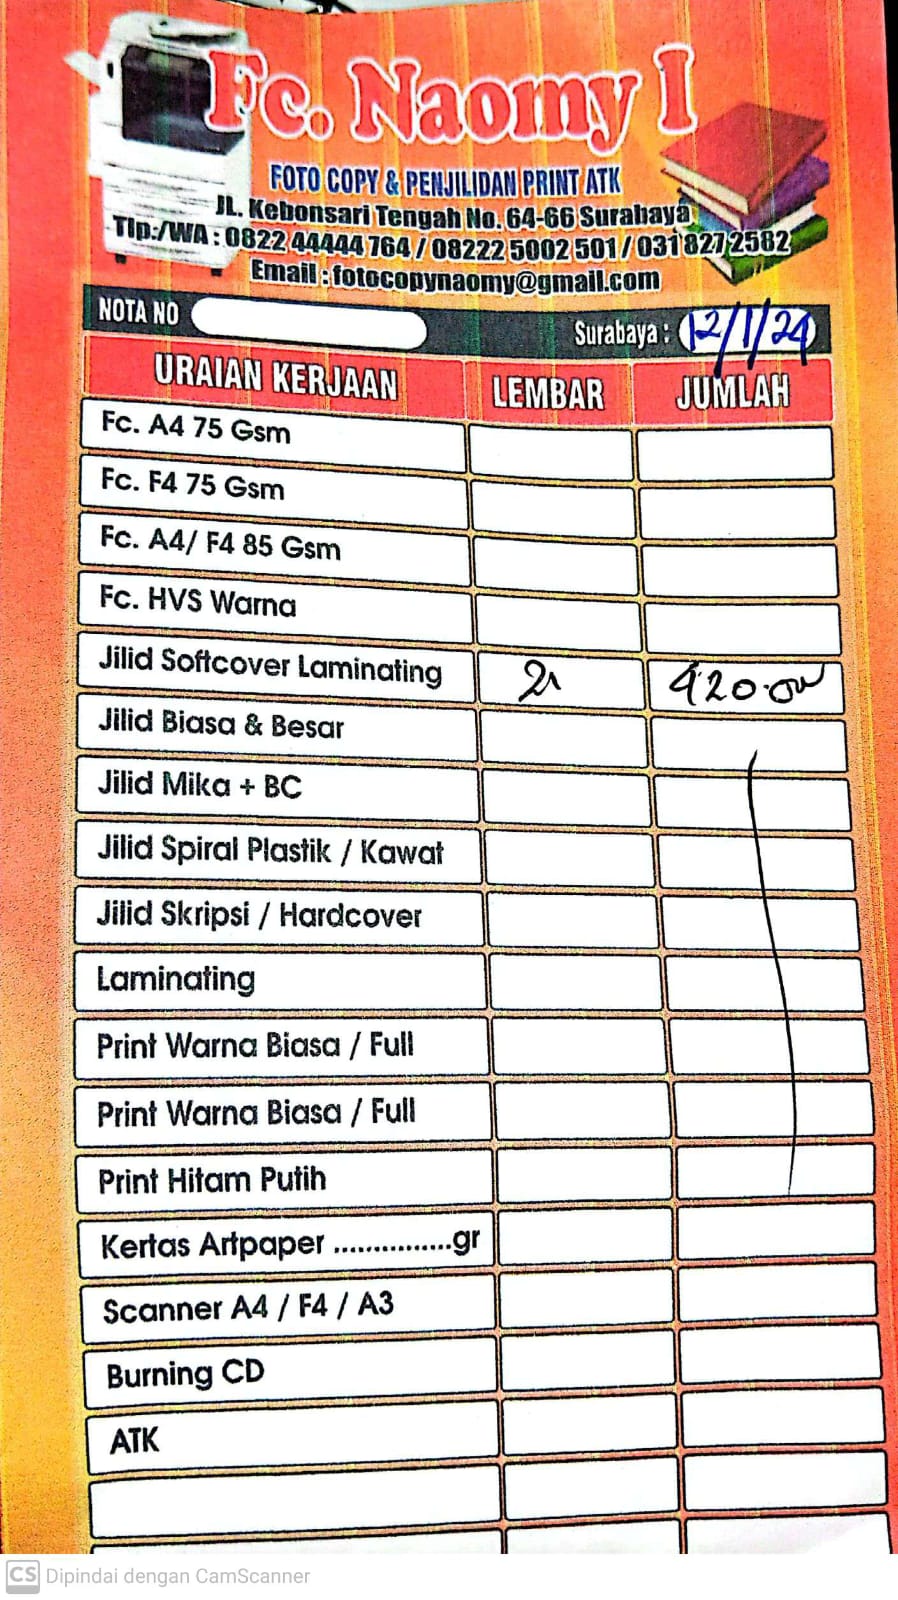 Fc. Naomy 1
FOTO COPY & PENJILIDAN PRINT ATK
JL. Kebonsari Tengah No. 64-66 Surabaya
Tlp:/WA : 0822 44444 764 / 08222 5002 501 / 031 8272 2582
Email : fotocopynaomy@gmail.com
NOTA NO Surabaya : 12/1/24
URAIAN KERJAAN LEMBAR JUMLAH
Fc. A4 75 Gsm
Fc. F4 75 Gsm
Fc. A4/ F4 85 Gsm
Fc. HVS Warna
Jilid Softcover Laminating 21 420.000
Jilid Biasa & Besar
Jilid Mika + BC
Jilid Spiral Plastik / Kawat
Jilid Skripsi / Hardcover
Laminating
Print Warna Biasa / Full
Print Warna Biasa / Full
Print Hitam Putih
Kertas Artpaper ...............gr
Scanner A4 / F4 / A3
Burning CD
ATK
CS Dipindai dengan CamScanner